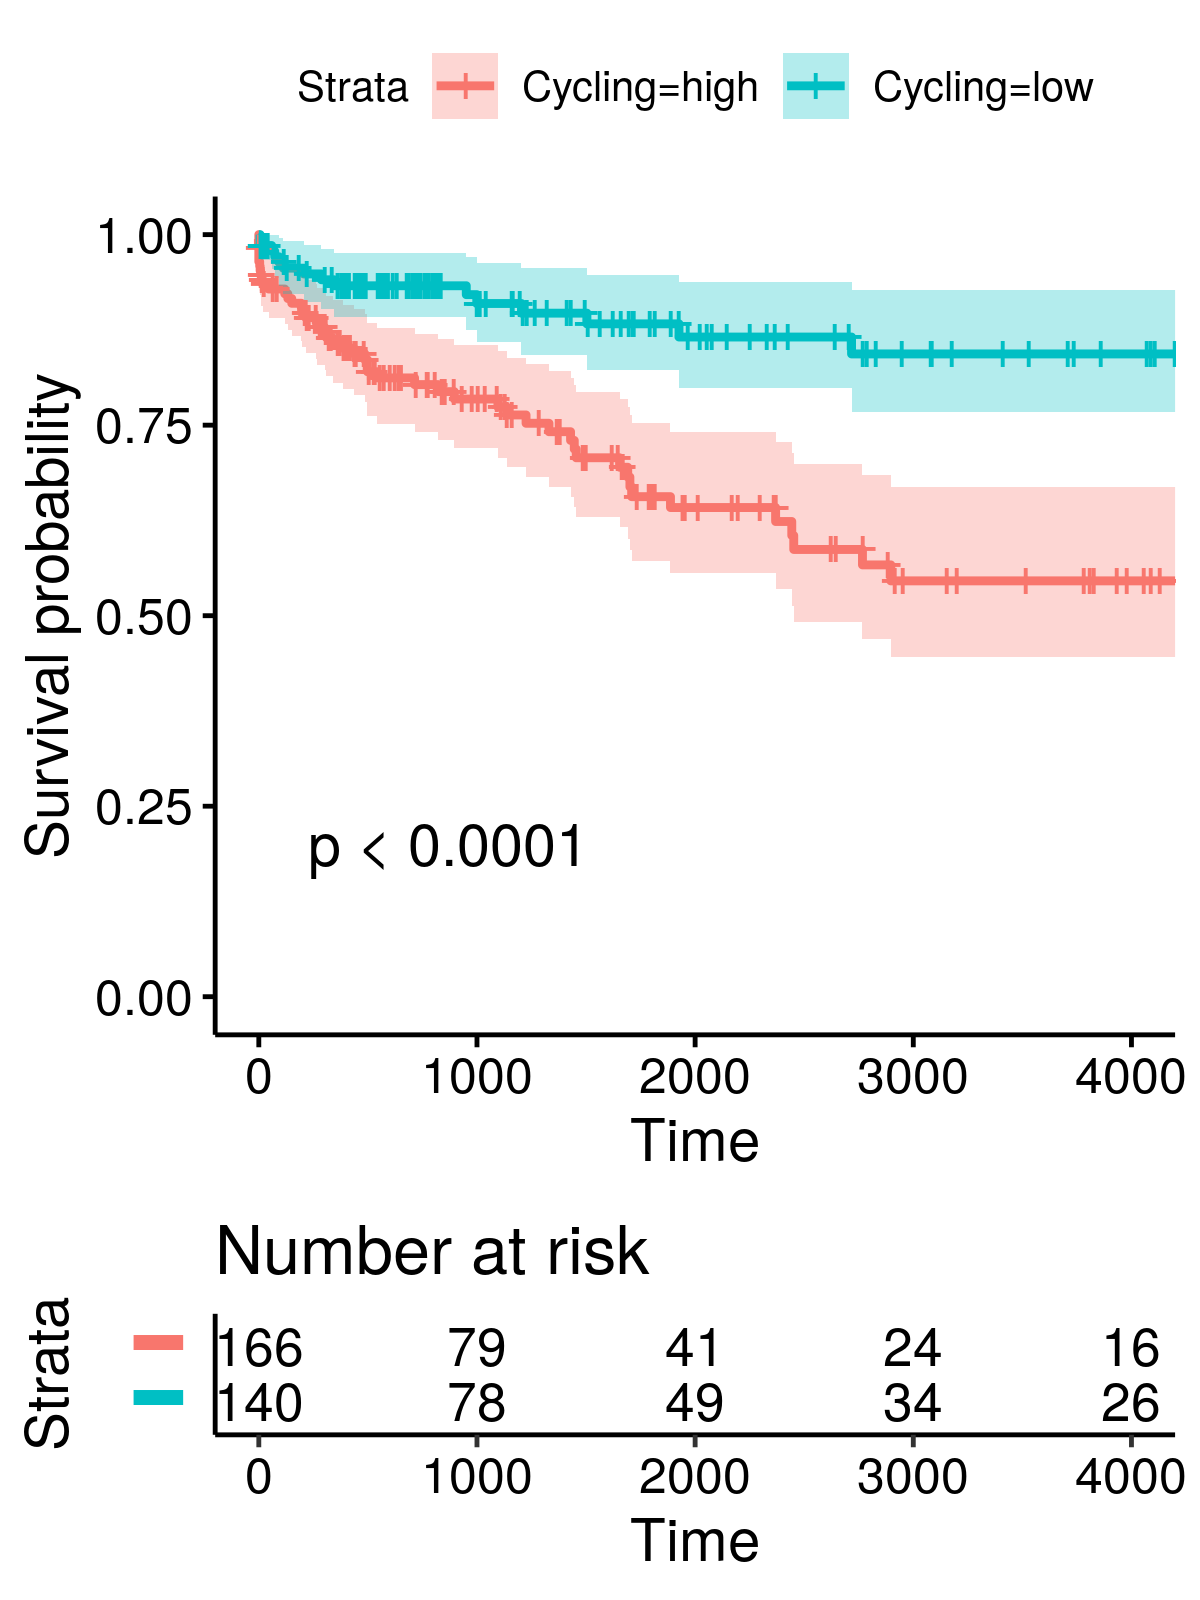 Strata Cycling=high Cycling=low
1.00
0.75
0.50
0.25
0.00
Survival probability
p < 0.0001
0 1000 2000 3000 4000
Time
Number at risk
Strata
166 79 41 24 16
140 78 49 34 26
0 1000 2000 3000 4000
Time